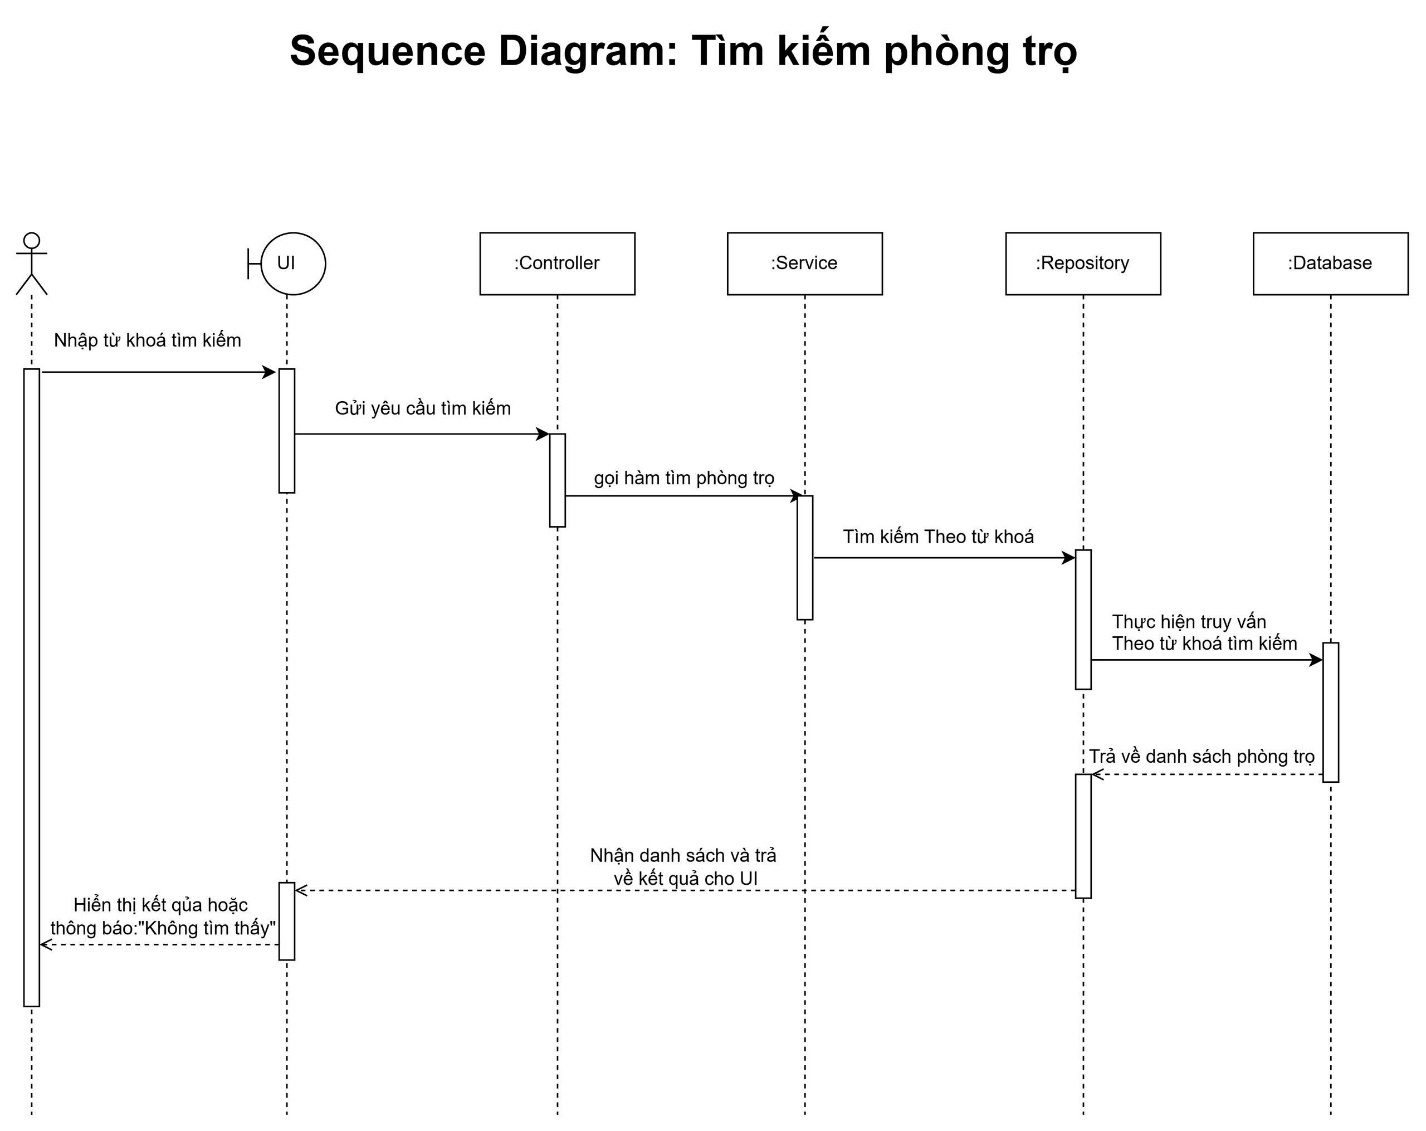 Sequence Diagram: Tìm kiếm phòng trọ
UI
:Controller
:Service
:Repository
:Database
Nhập từ khoá tìm kiếm
Gửi yêu cầu tìm kiếm
gọi hàm tìm phòng trọ
Tìm kiếm Theo từ khoá
Thực hiện truy vấn
Theo từ khoá tìm kiếm
Trả về danh sách phòng trọ
Nhận danh sách và trả
về kết quả cho UI
Hiển thị kết qủa hoặc
thông báo:"Không tìm thấy"